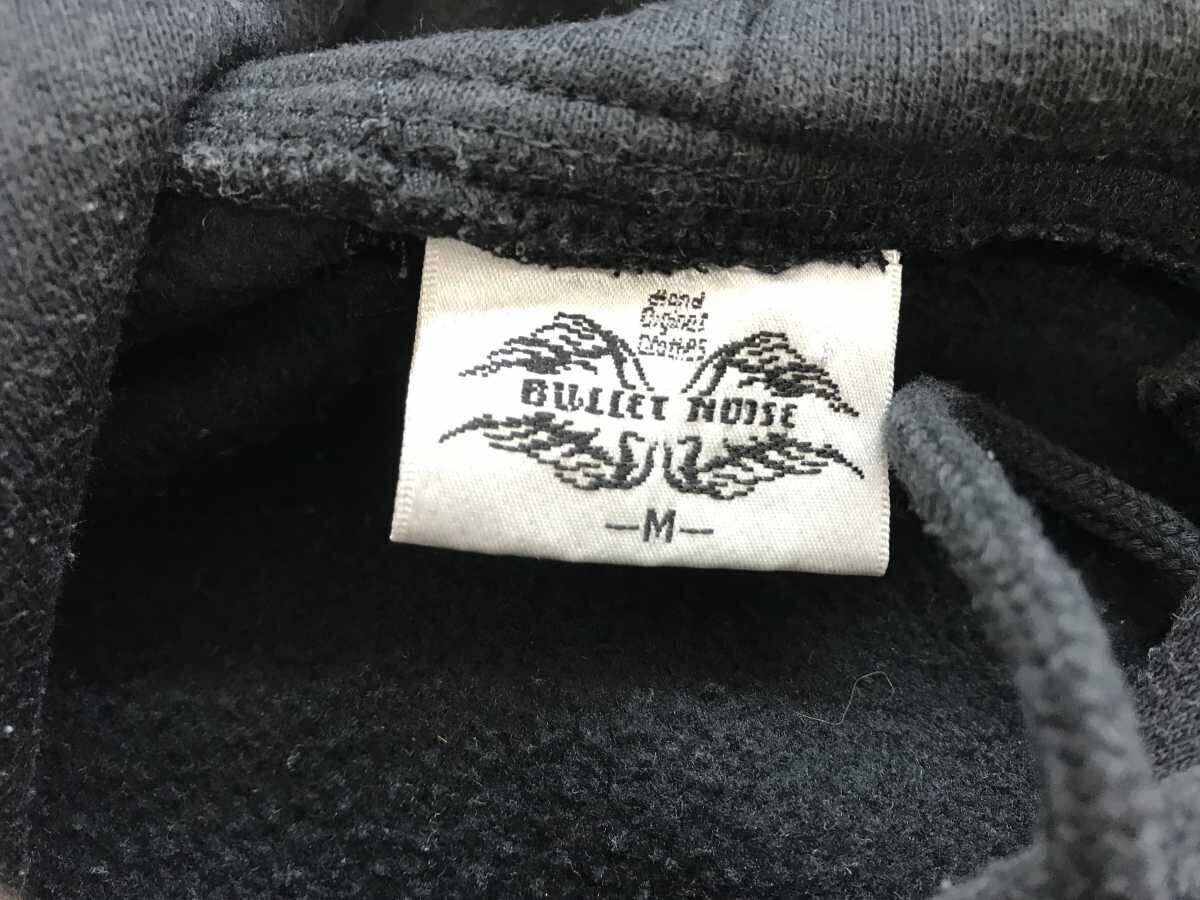 Hand
Original
Clothes
BULLET NOISE
-M-